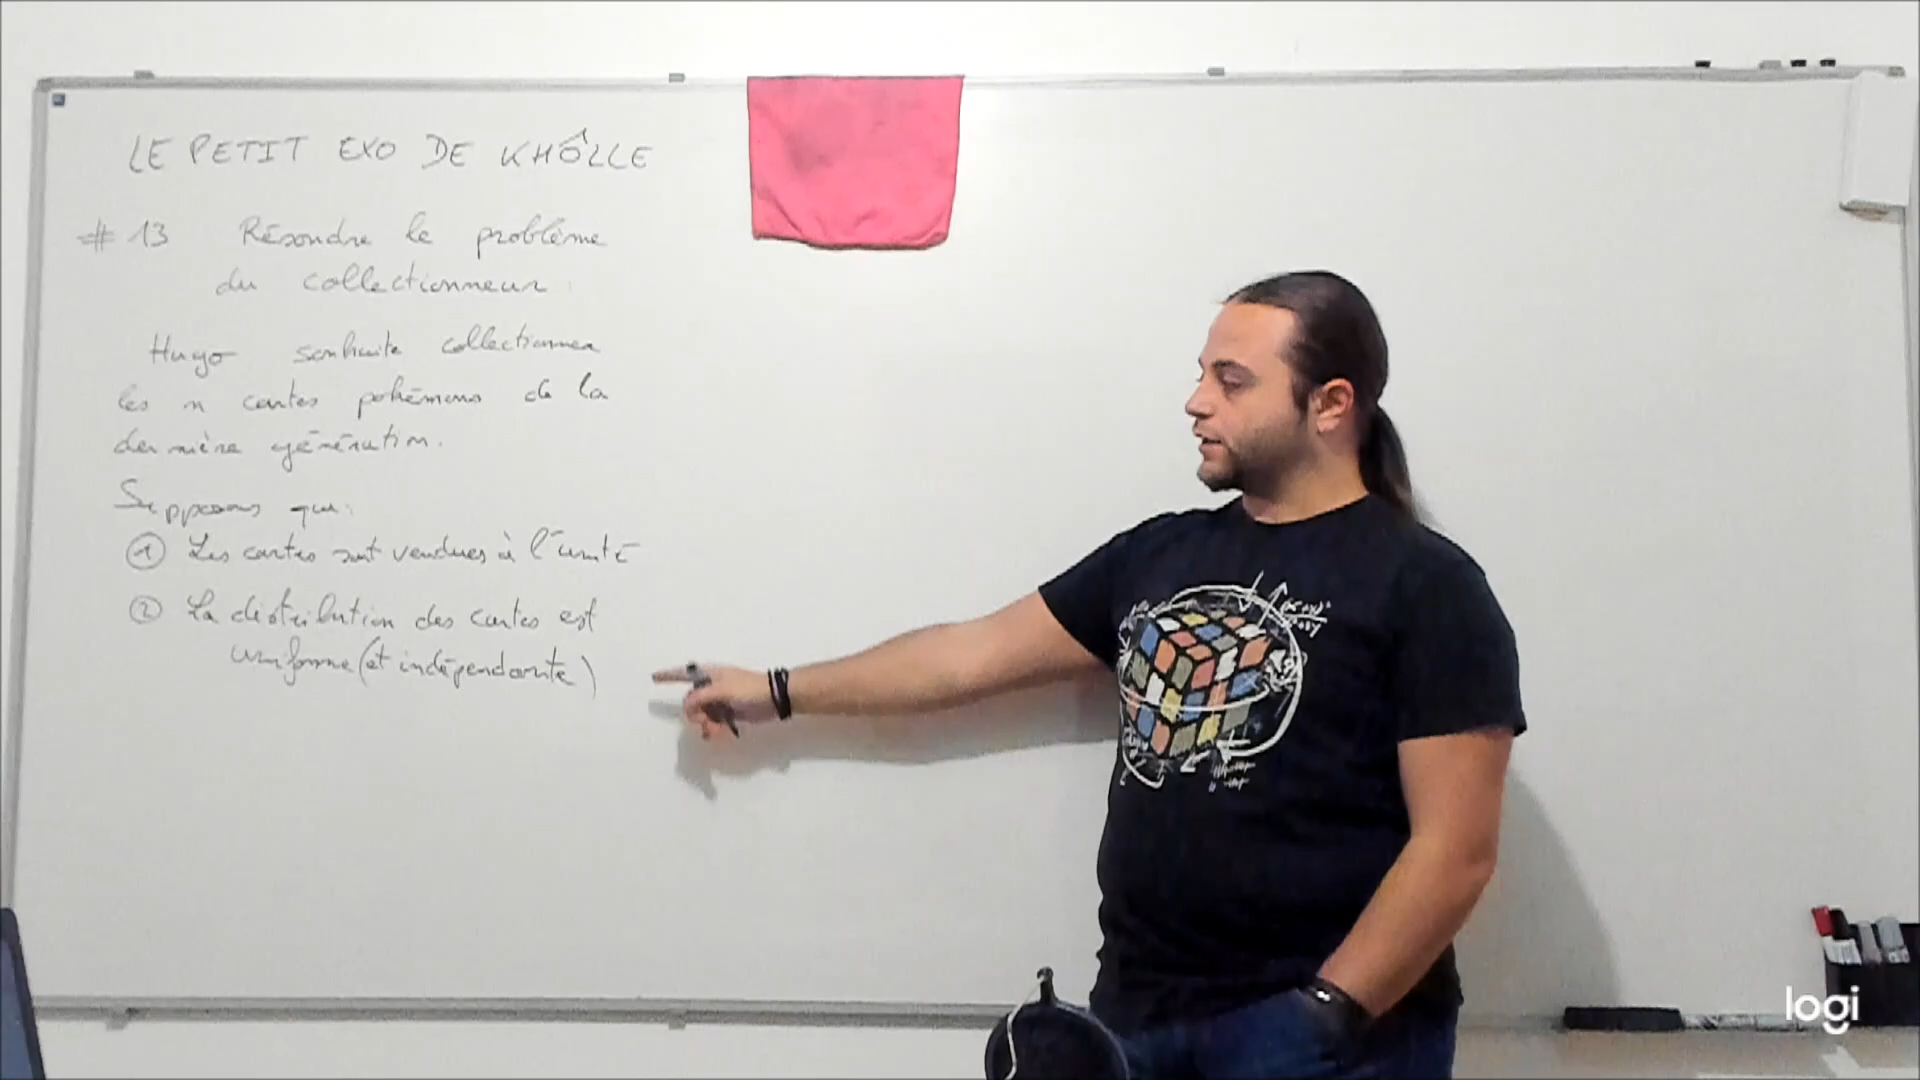 LE PETIT EXO DE KHÔLLE
# 13 Résoudre le problème
du collectionneur :
Hugo souhaite collectionner
les n cartes pokémons de la
dernière génération.
Supposons que :
① Les cartes sont vendues à l'unité
② La distribution des cartes est
uniforme (et indépendante)
logi